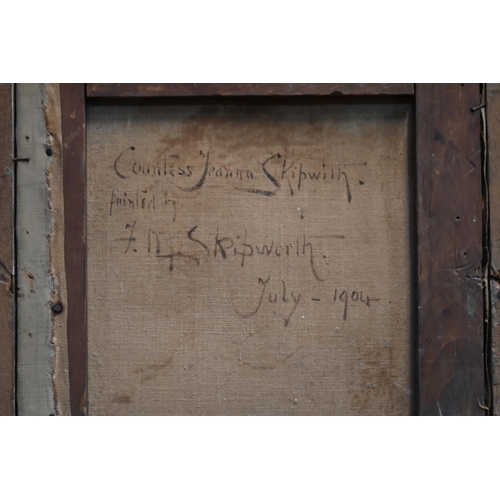 Countess Joanna Skipwith.
painted by
F. M. Skipworth.
July - 1904.